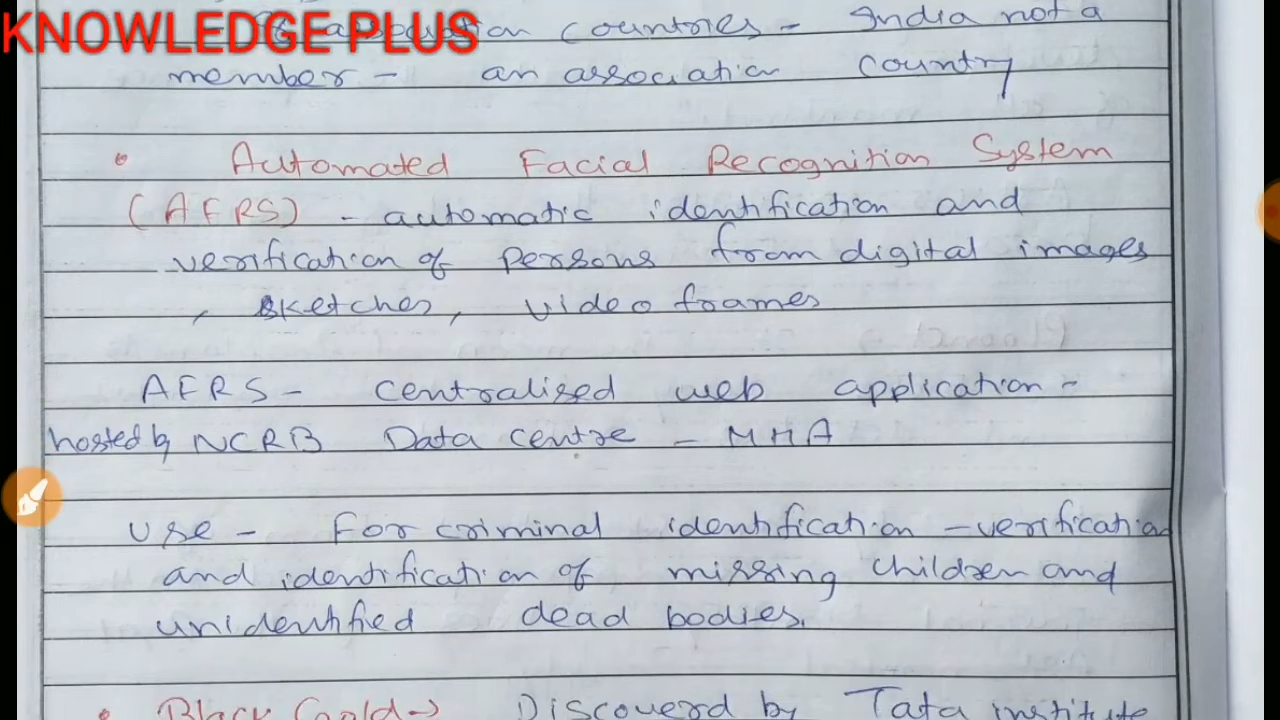 KNOWLEDGE PLUS
countries - India not a
member - an association country
• Automated Facial Recognition System
(AFRS) - automatic identification and
verification of persons from digital images
, sketches, video frames
AFRS - centralised web application -
hosted by NCRB Data centre - MHA
Use - For criminal identification - verification
and identification of missing children and
unidentified dead bodies.
• Black Gold → Discoverd by Tata institute